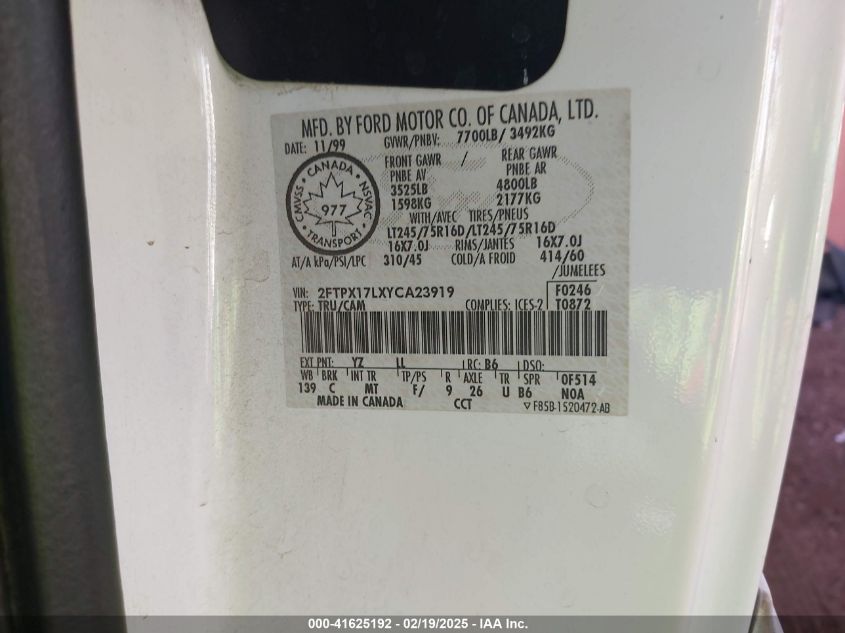 MFD. BY FORD MOTOR CO. OF CANADA, LTD.
DATE: 11/99 GVWR/PNBV: 7700LB/ 3492KG
FRONT GAWR / REAR GAWR
PNBE AV PNBE AR
3525LB 4800LB
1598KG 2177KG
CANADA
CMVSS NSVAC
977
TRANSPORT
WITH/AVEC TIRES/PNEUS
LT245/75R16D/LT245/75R16D
16X7.0J RIMS/JANTES 16X7.0J
AT/A kPa/PSI/LPC 310/45 COLD/A FROID 414/60
/JUMELEES
VIN: 2FTPX17LXYCA23919 F0246
TYPE: TRU/CAM COMPLIES: ICES-2 T0872
EXT PNT: YZ LL RC: B6 DSO:
WB BRK INT TR TP/PS R AXLE TR SPR 0F514
139 C MT F/ 9 26 U B6 NOA
MADE IN CANADA CCT F85B-1520472-AB
000-41625192 - 02/19/2025 - IAA Inc.